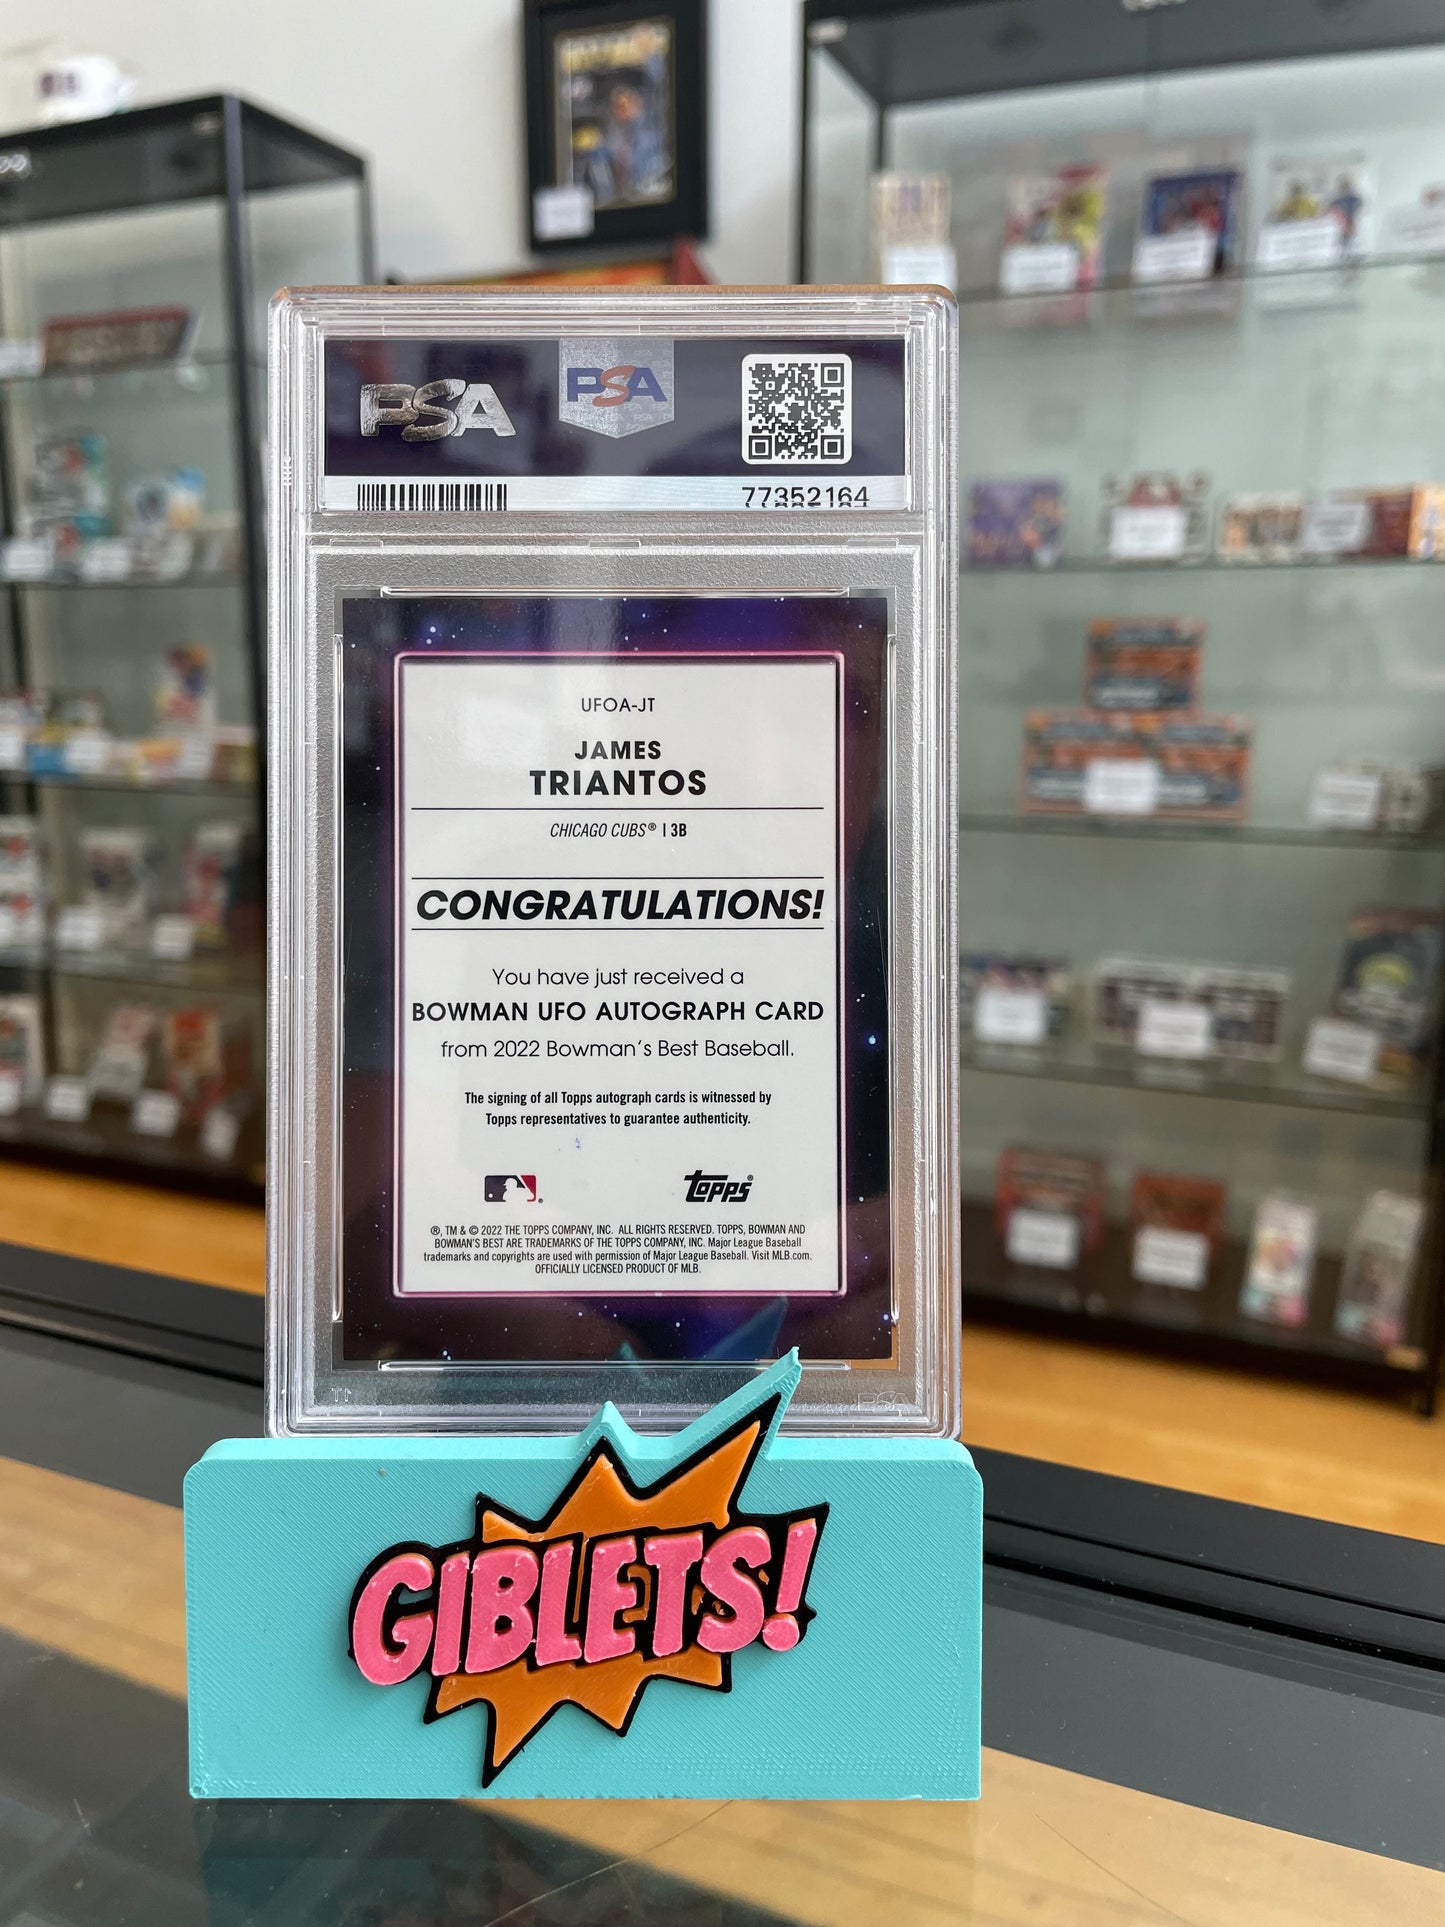 PSA
PSA
77352164
UFOA-JT
JAMES
TRIANTOS
CHICAGO CUBS® | 3B
CONGRATULATIONS!
You have just received a
BOWMAN UFO AUTOGRAPH CARD
from 2022 Bowman's Best Baseball.
The signing of all Topps autograph cards is witnessed by
Topps representatives to guarantee authenticity.
Topps®
®, TM & © 2022 THE TOPPS COMPANY, INC. ALL RIGHTS RESERVED. TOPPS, BOWMAN AND
BOWMAN'S BEST ARE TRADEMARKS OF THE TOPPS COMPANY, INC. Major League Baseball
trademarks and copyrights are used with permission of Major League Baseball. Visit MLB.com.
OFFICIALLY LICENSED PRODUCT OF MLB.
PSA
GIBLETS!